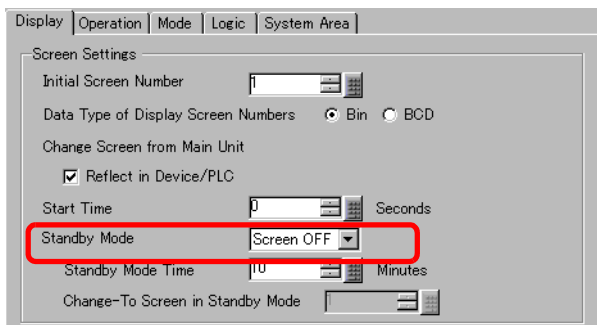 Display Operation Mode Logic System Area
Screen Settings
Initial Screen Number 1
Data Type of Display Screen Numbers Bin BCD
Change Screen from Main Unit
Reflect in Device/PLC
Start Time 0 Seconds
Standby Mode Screen OFF
Standby Mode Time 10 Minutes
Change-To Screen in Standby Mode 1